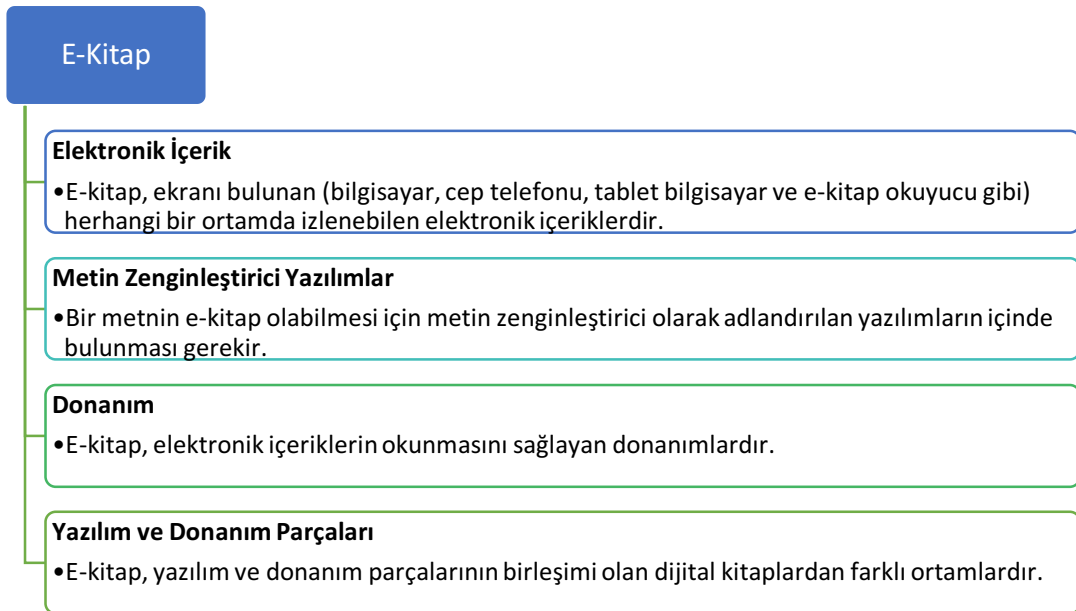 E-Kitap
Elektronik İçerik
•E-kitap, ekranı bulunan (bilgisayar, cep telefonu, tablet bilgisayar ve e-kitap okuyucu gibi)
herhangi bir ortamda izlenebilen elektronik içeriklerdir.
Metin Zenginleştirici Yazılımlar
•Bir metnin e-kitap olabilmesi için metin zenginleştirici olarak adlandırılan yazılımların içinde
bulunması gerekir.
Donanım
•E-kitap, elektronik içeriklerin okunmasını sağlayan donanımlardır.
Yazılım ve Donanım Parçaları
•E-kitap, yazılım ve donanım parçalarının birleşimi olan dijital kitaplardan farklı ortamlardır.